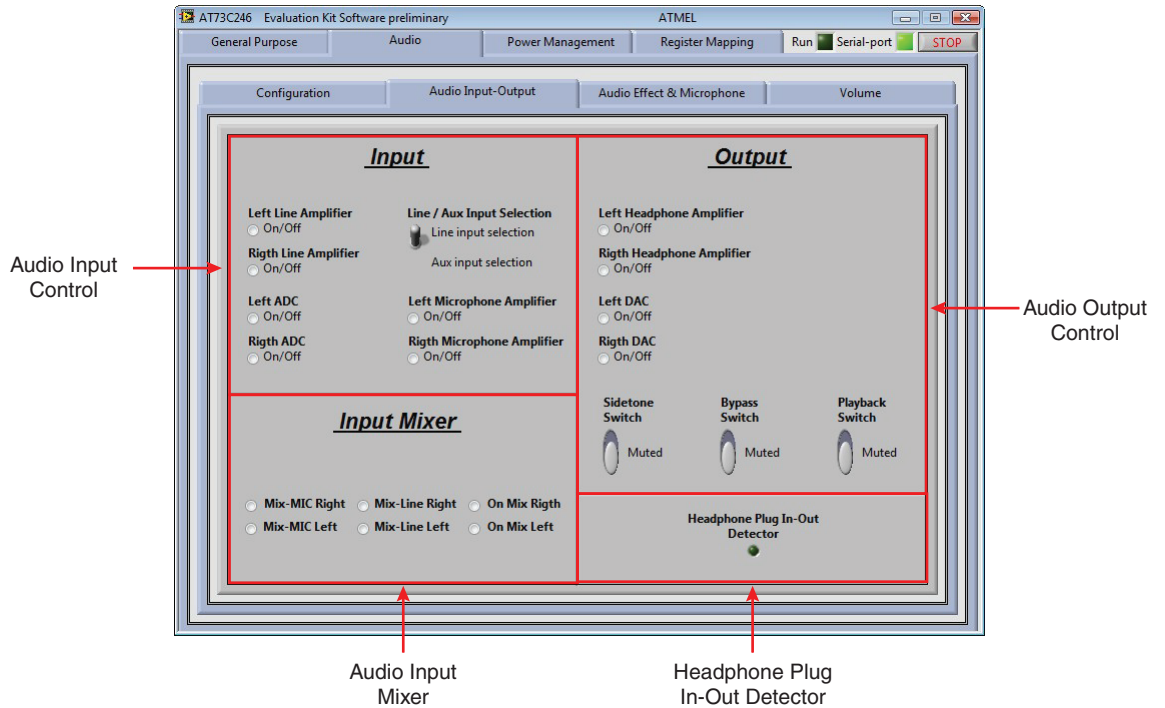 AT73C246 Evaluation Kit Software preliminary ATMEL
General Purpose Audio Power Management Register Mapping Run Serial-port STOP
Configuration Audio Input-Output Audio Effect & Microphone Volume
Input
Left Line Amplifier
On/Off
Rigth Line Amplifier
On/Off
Line / Aux Input Selection
Line input selection
Aux input selection
Left ADC
On/Off
Rigth ADC
On/Off
Left Microphone Amplifier
On/Off
Rigth Microphone Amplifier
On/Off
Output
Left Headphone Amplifier
On/Off
Rigth Headphone Amplifier
On/Off
Left DAC
On/Off
Rigth DAC
On/Off
Sidetone
Switch
Muted
Bypass
Switch
Muted
Playback
Switch
Muted
Input Mixer
Mix-MIC Right Mix-Line Right On Mix Rigth
Mix-MIC Left Mix-Line Left On Mix Left
Headphone Plug In-Out
Detector
Audio Input
Control
Audio Output
Control
Audio Input
Mixer
Headphone Plug
In-Out Detector